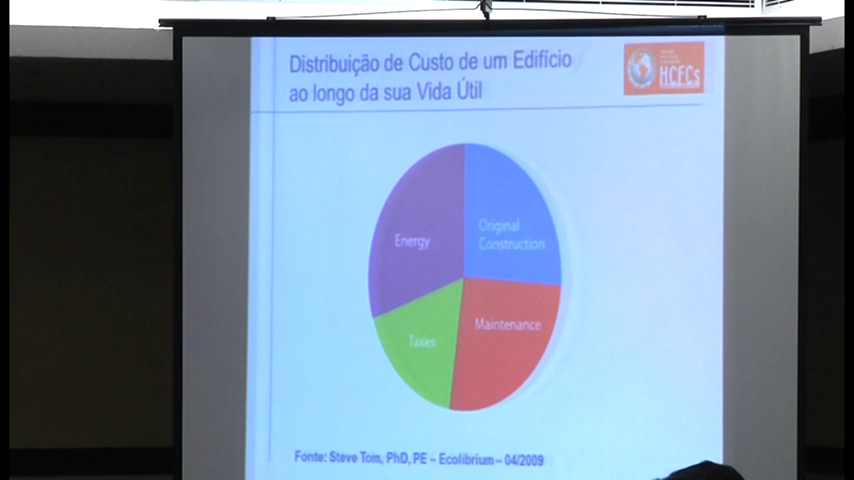 Distribuição de Custo de um Edifício
ao longo da sua Vida Útil
HCFCs
Energy
Original
Construction
Maintenance
Taxes
Fonte: Steve Tom, PhD, PE – Ecolibrium – 04/2009